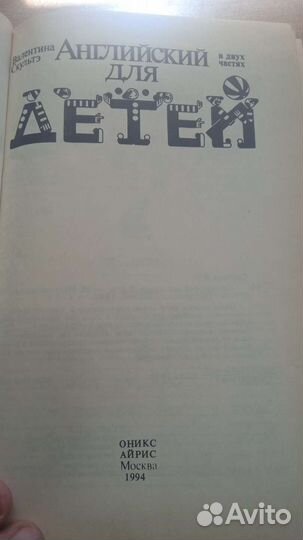 Валентина
Скультэ
Английский
для
детей
в двух
частях
ОНИКС
АЙРИС
Москва
1994
Avito